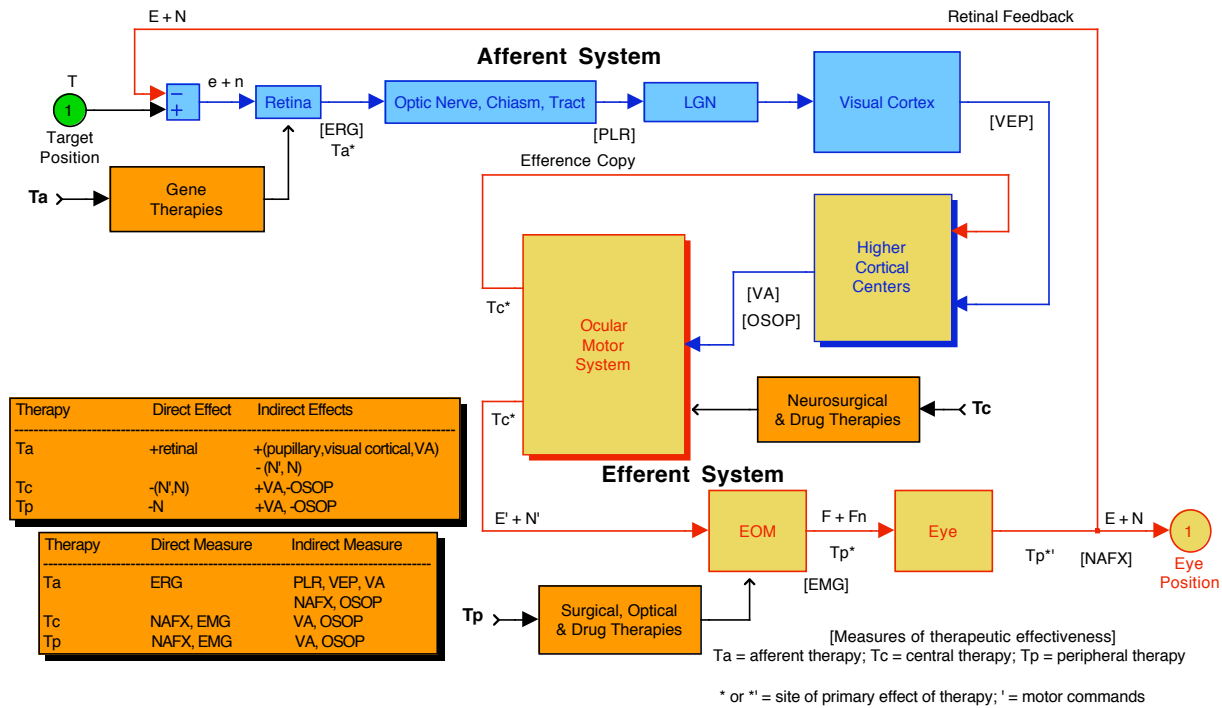 E + N
Retinal Feedback
Afferent System
T
e + n
−
+
1
Retina
Optic Nerve, Chiasm, Tract
LGN
Visual Cortex
Target
Position
[ERG]
Ta*
[PLR]
[VEP]
Efference Copy
Ta
Gene
Therapies
Higher
Cortical
Centers
[VA]
[OSOP]
Tc*
Ocular
Motor
System
Tc*
Neurosurgical
& Drug Therapies
Tc
Therapy Direct Effect Indirect Effects
Ta +retinal +(pupillary,visual cortical,VA)
- (N', N)
Tc -(N',N) +VA,-OSOP
Tp -N +VA, -OSOP
Efferent System
E' + N'
EOM
F + Fn
Tp*
[EMG]
Eye
Tp*'
E + N
[NAFX]
1
Eye
Position
Therapy Direct Measure Indirect Measure
Ta ERG PLR, VEP, VA
NAFX, OSOP
Tc NAFX, EMG VA, OSOP
Tp NAFX, EMG VA, OSOP
Tp
Surgical, Optical
& Drug Therapies
[Measures of therapeutic effectiveness]
Ta = afferent therapy; Tc = central therapy; Tp = peripheral therapy
* or *' = site of primary effect of therapy; ' = motor commands